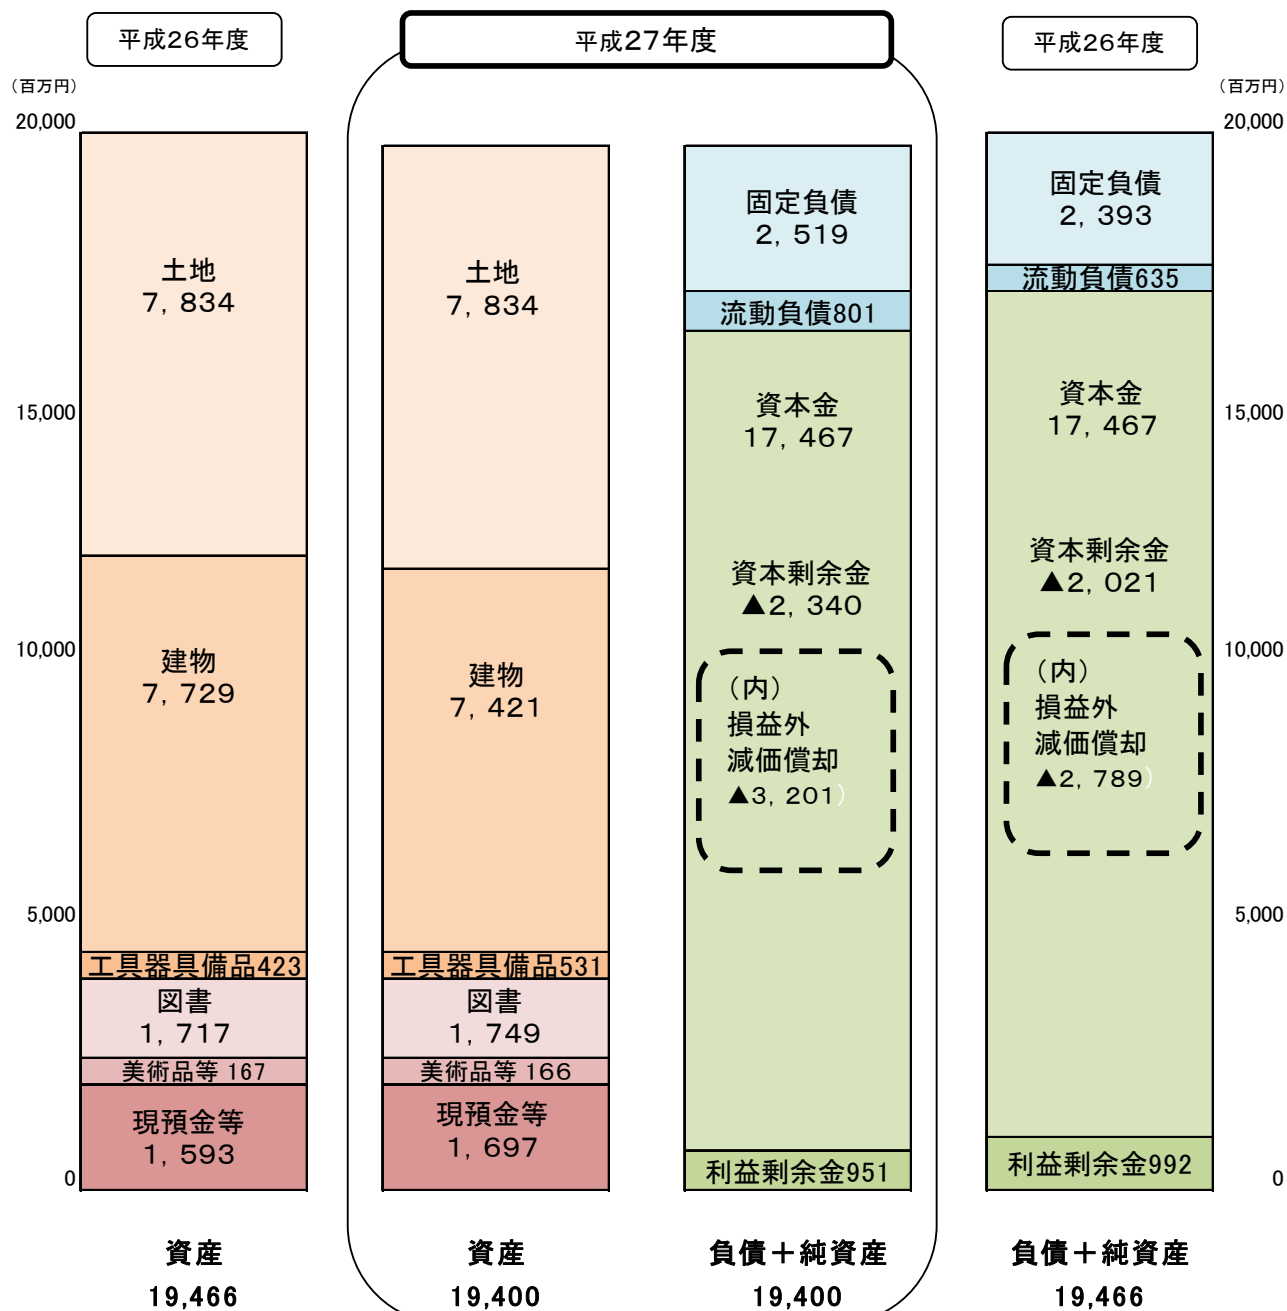 平成26年度
平成27年度
平成26年度
(百万円)
(百万円)
20,000
15,000
10,000
5,000
0
土地
7,834
建物
7,729
工具器具備品423
図書
1,717
美術品等 167
現預金等
1,593
資産
19,466
土地
7,834
建物
7,421
工具器具備品531
図書
1,749
美術品等 166
現預金等
1,697
資産
19,400
固定負債
2,519
流動負債801
資本金
17,467
資本剰余金
▲2,340
(内)
損益外
減価償却
▲3,201)
利益剰余金951
負債+純資産
19,400
固定負債
2,393
流動負債635
資本金
17,467
資本剰余金
▲2,021
(内)
損益外
減価償却
▲2,789)
利益剰余金992
負債+純資産
19,466
20,000
15,000
10,000
5,000
0